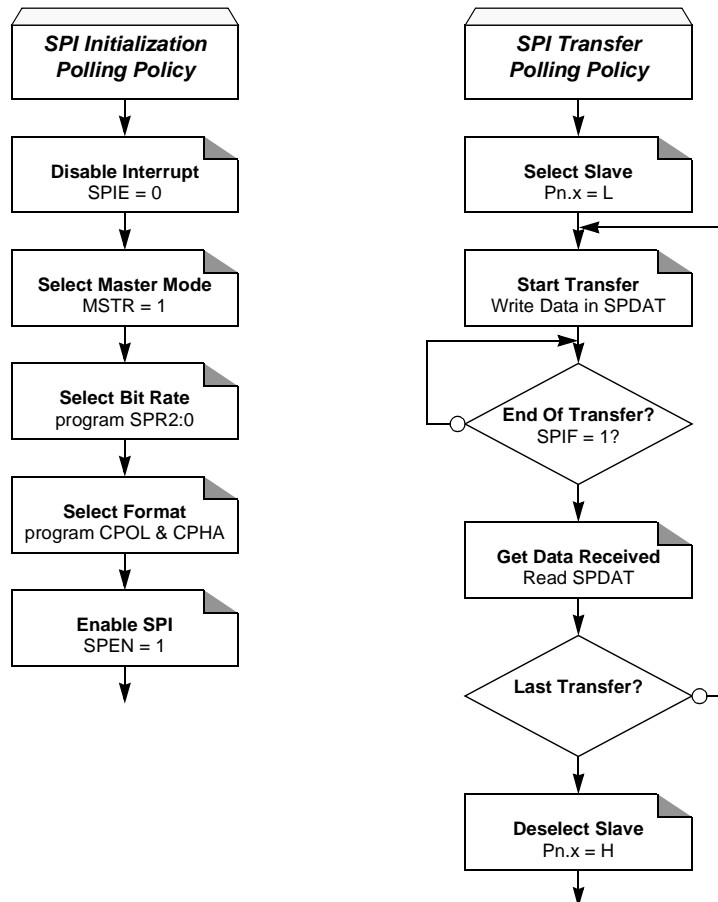 SPI Initialization
Polling Policy
Disable Interrupt
SPIE = 0
Select Master Mode
MSTR = 1
Select Bit Rate
program SPR2:0
Select Format
program CPOL & CPHA
Enable SPI
SPEN = 1
SPI Transfer
Polling Policy
Select Slave
Pn.x = L
Start Transfer
Write Data in SPDAT
End Of Transfer?
SPIF = 1?
Get Data Received
Read SPDAT
Last Transfer?
Deselect Slave
Pn.x = H